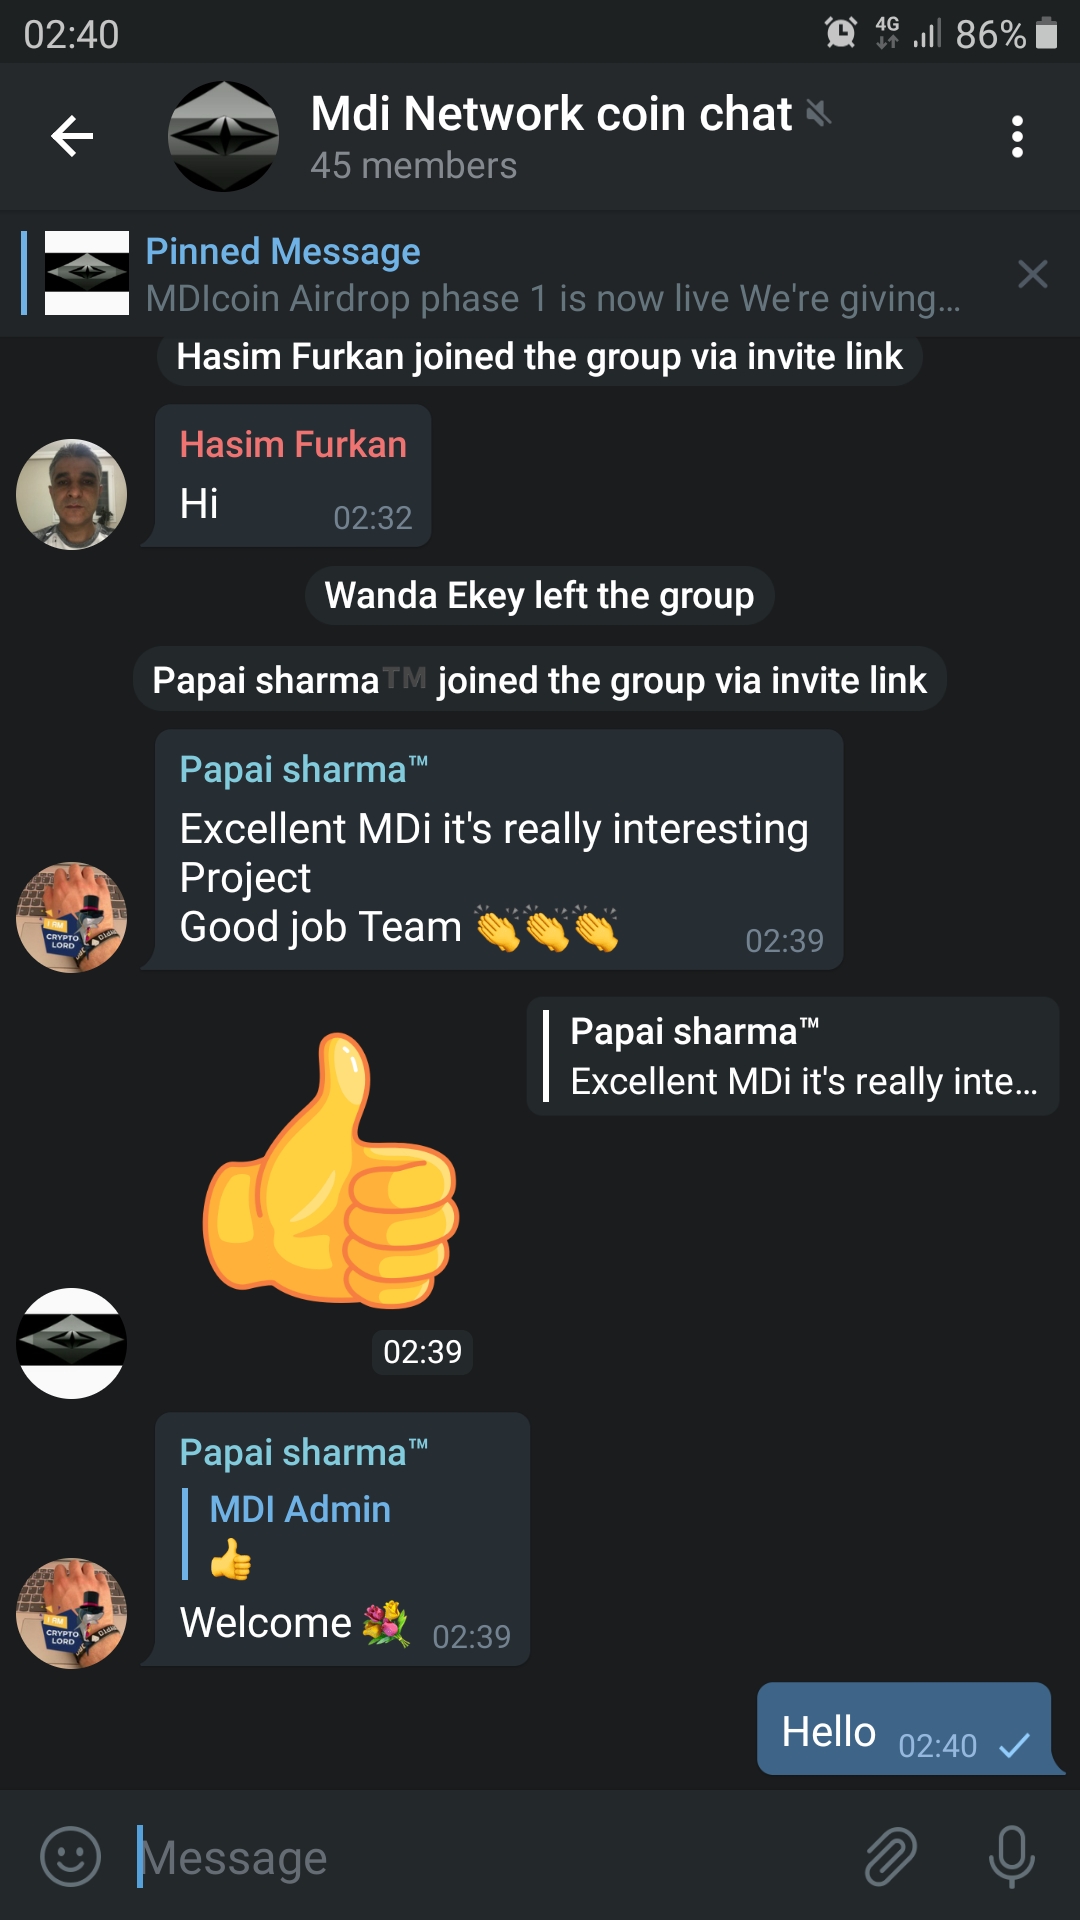 02:40
4G
86%
Mdi Network coin chat
45 members
Pinned Message
MDIcoin Airdrop phase 1 is now live We're giving...
Hasim Furkan joined the group via invite link
Hasim Furkan
Hi
02:32
Wanda Ekey left the group
Papai sharma™️ joined the group via invite link
Papai sharma™
Excellent MDi it's really interesting
Project
Good job Team 👏👏👏
02:39
Papai sharma™
Excellent MDi it's really inte...
02:39
Papai sharma™
MDI Admin
👍
Welcome 💐
02:39
CRYPTO
LORD
Hello
02:40
Message